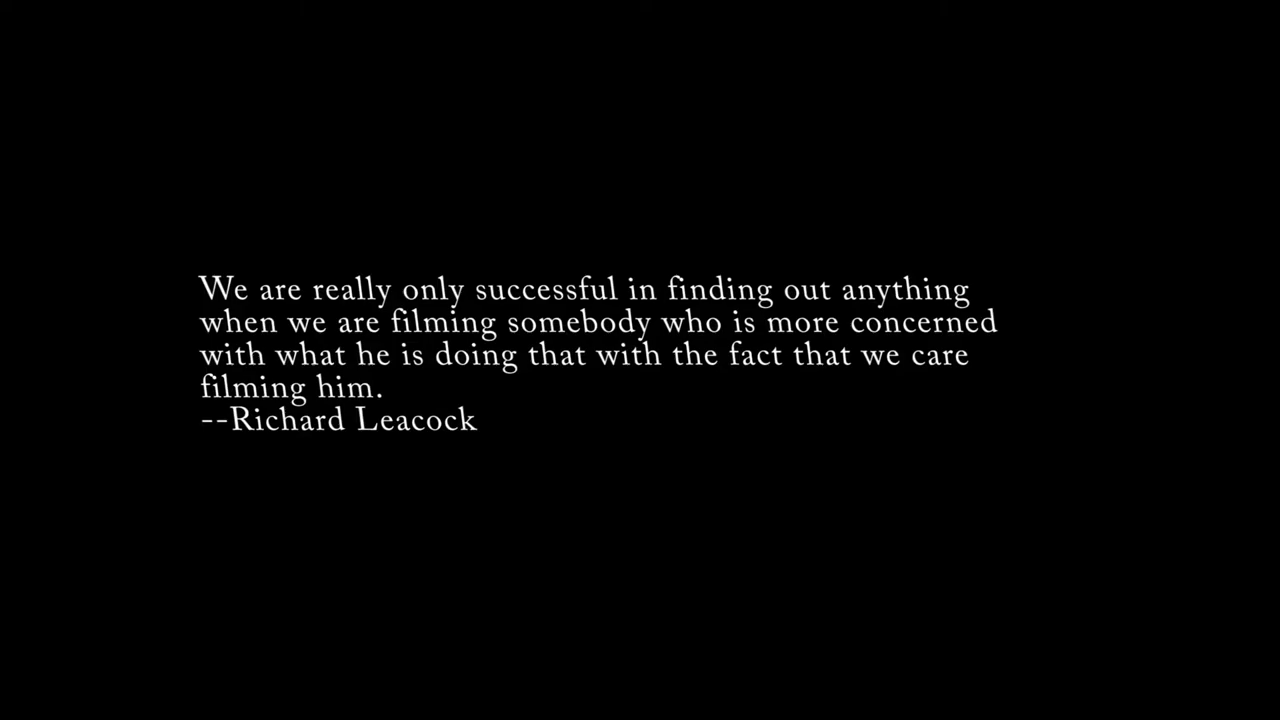 We are really only successful in finding out anything
when we are filming somebody who is more concerned
with what he is doing that with the fact that we care
filming him.
--Richard Leacock